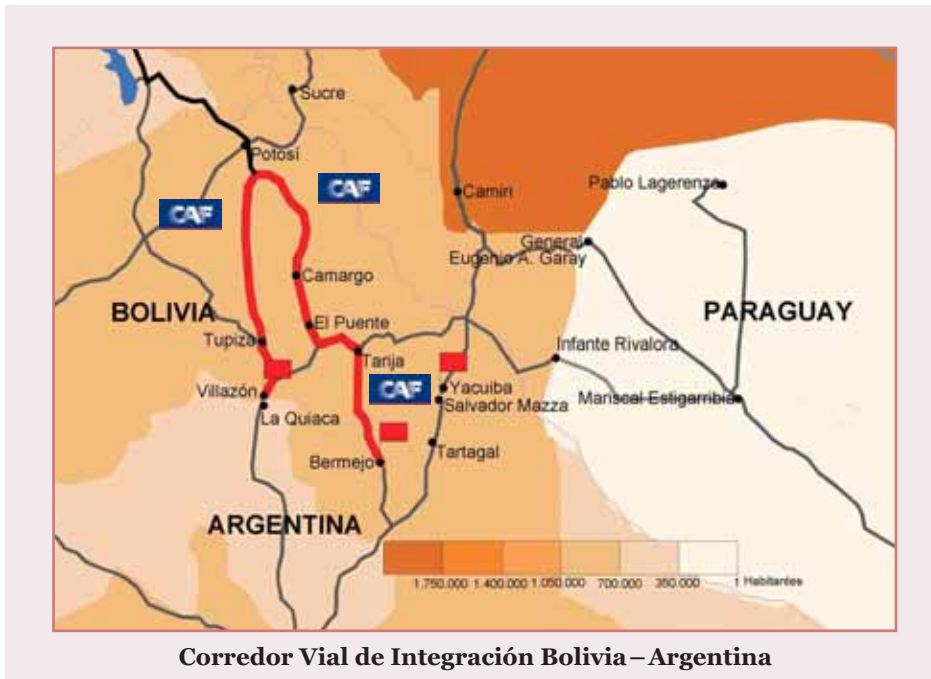 Sucre
Potosí
CAF
CAF
Camiri
Pablo Lagerenza
General
Eugenio A. Garay
Camargo
BOLIVIA
PARAGUAY
El Puente
Tupiza
Infante Rivalora
Tarija
CAF
Yacuiba
Villazón
Mariscal Estigarribia
Salvador Mazza
La Quiaca
Tartagal
Bermejo
ARGENTINA
1.750.000 1.400.000 1.050.000 700.000 350.000 1 Habitantes
Corredor Vial de Integración Bolivia–Argentina